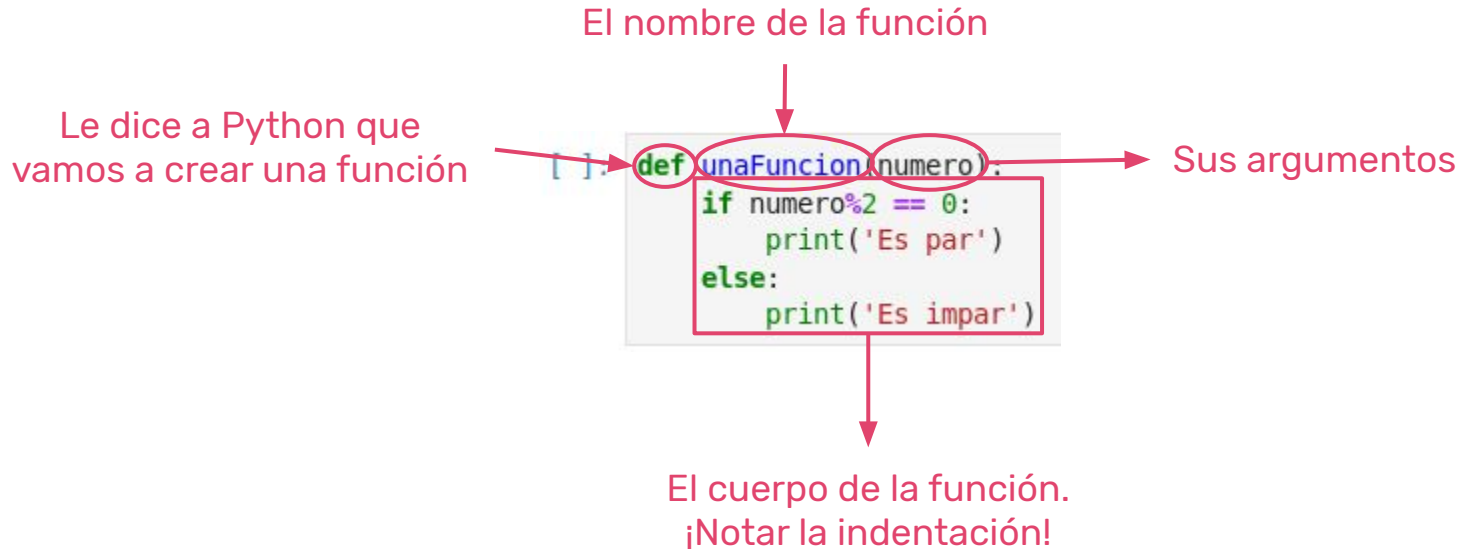 El nombre de la función
Le dice a Python que
vamos a crear una función
[ ]: def unaFuncion(numero):
Sus argumentos
if numero%2 == 0:
print('Es par')
else:
print('Es impar')
El cuerpo de la función.
¡Notar la indentación!